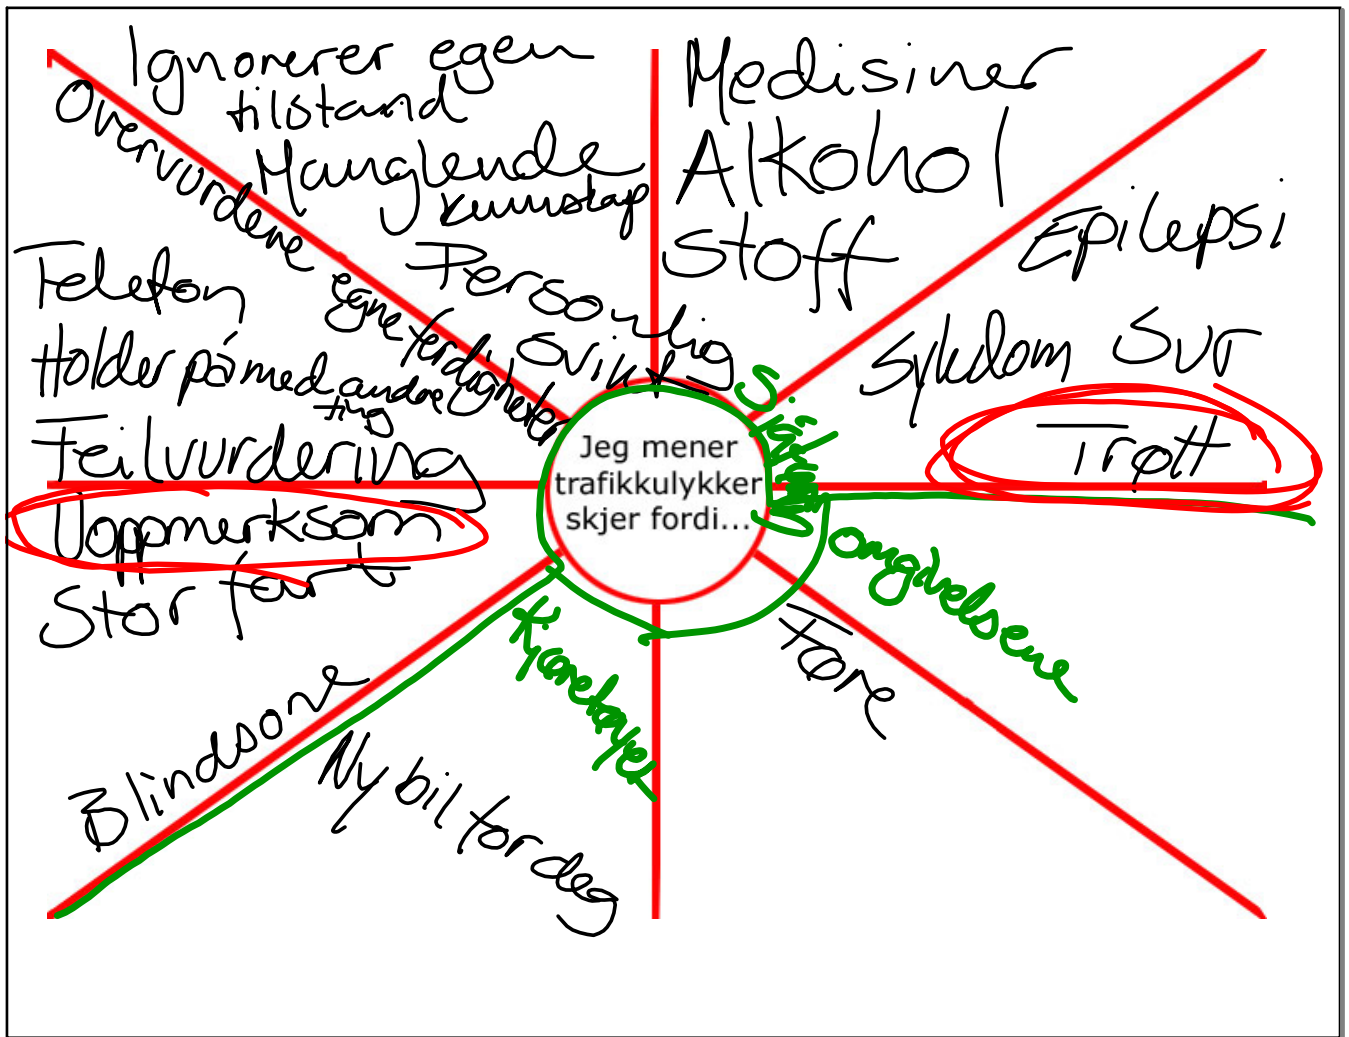 Ignorerer egen
tilstand
Manglende
kunnskap
Personlig
svikt
Medisiner
Alkohol
Stoff
Epilepsi
Sykdom Sur
Trøtt
Overvurdene egne ferdigheter
Telefon
Holder på med andre
ting
Feilvurdering
Uoppmerksom
Stor fart
Jeg mener
trafikkulykker
skjer fordi...
omgivelsene
Føre
Kjøretøyet
Blindsone
Ny bil for deg